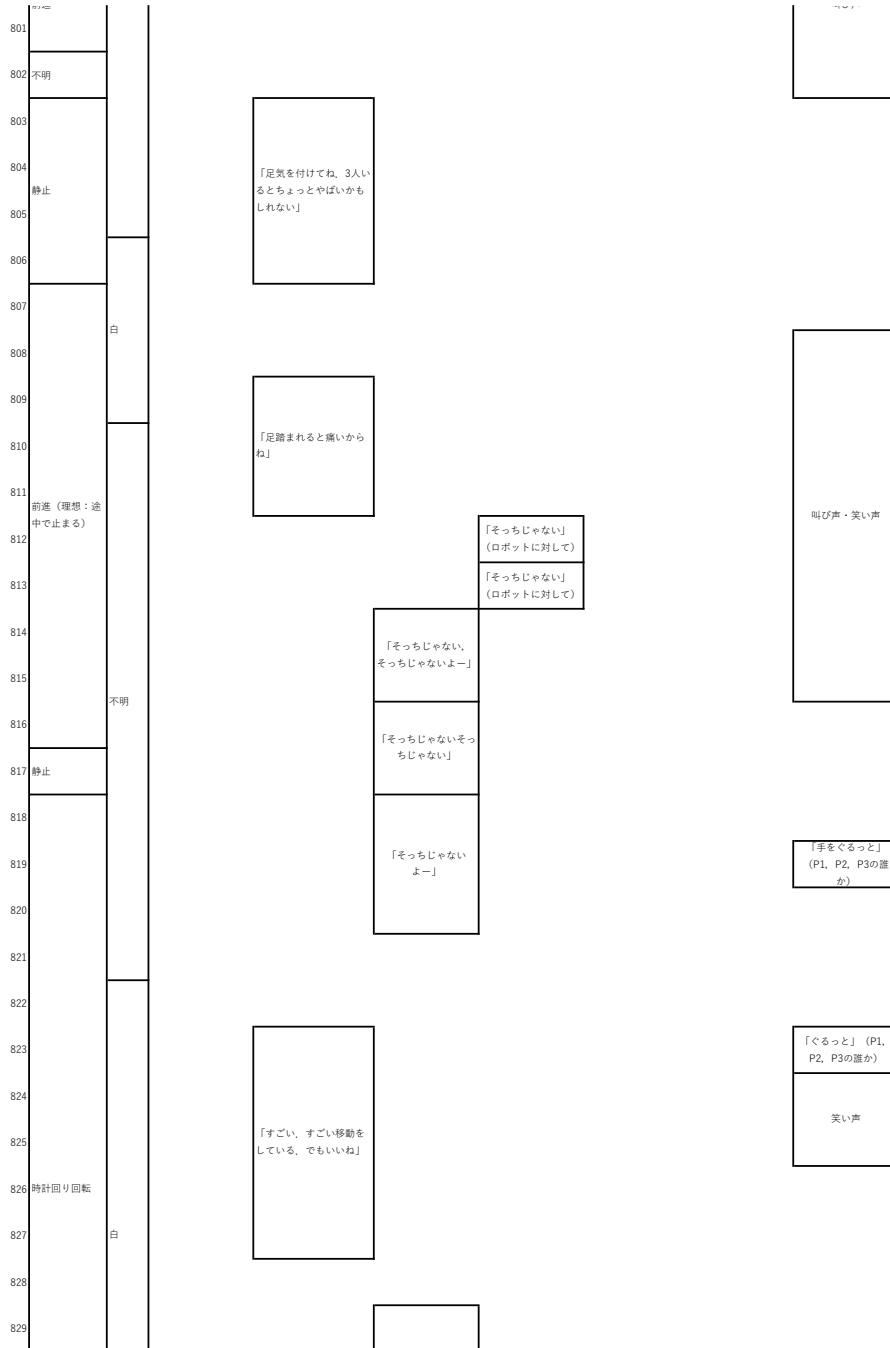 801
802 不明
803
804
「足気を付けてね，3人い
るとちょっとやばいかも
しれない」
静止
805
806
807
白
808
809
810
「足踏まれると痛いから
ね」
811
前進（理想：途
中で止まる）
叫び声・笑い声
812
「そっちじゃない」
（ロボットに対して）
813
「そっちじゃない」
（ロボットに対して）
814
「そっちじゃない，
そっちじゃないよー」
815
不明
816
「そっちじゃないそっ
ちじゃない」
817 静止
818
819
「そっちじゃない
よー」
「手をぐるっと」
（P1，P2，P3の誰
か）
820
821
822
823
「ぐるっと」（P1，
P2，P3の誰か）
824
笑い声
825
「すごい，すごい移動を
している，でもいいね」
826 時計回り回転
827
白
828
829